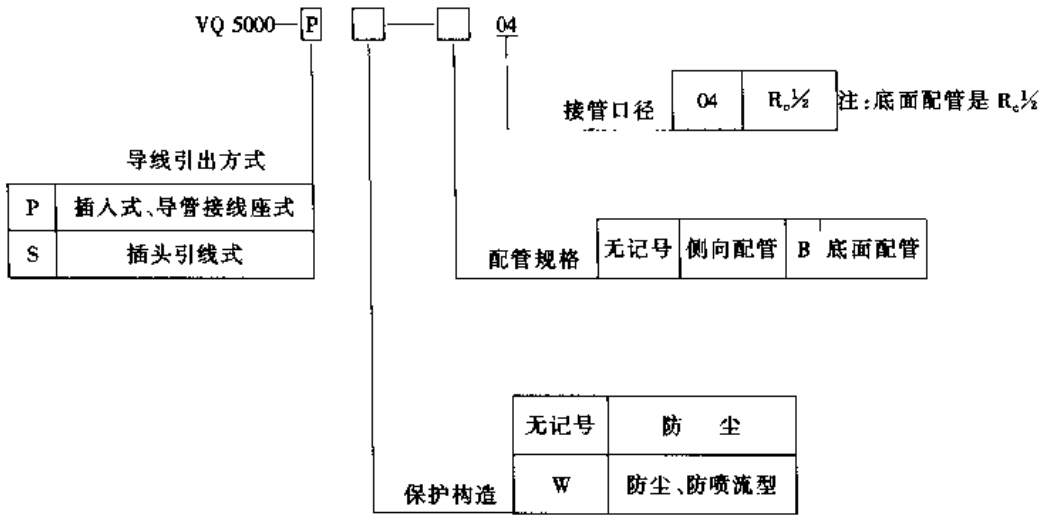 VQ 5000—P — 04
接管口径 04 Rc½ 注:底面配管是 Rc½
导线引出方式
P 插入式、导管接线座式
S 插头引线式
配管规格 无记号 侧向配管 B 底面配管
无记号 防 尘
保护构造 W 防尘、防喷流型